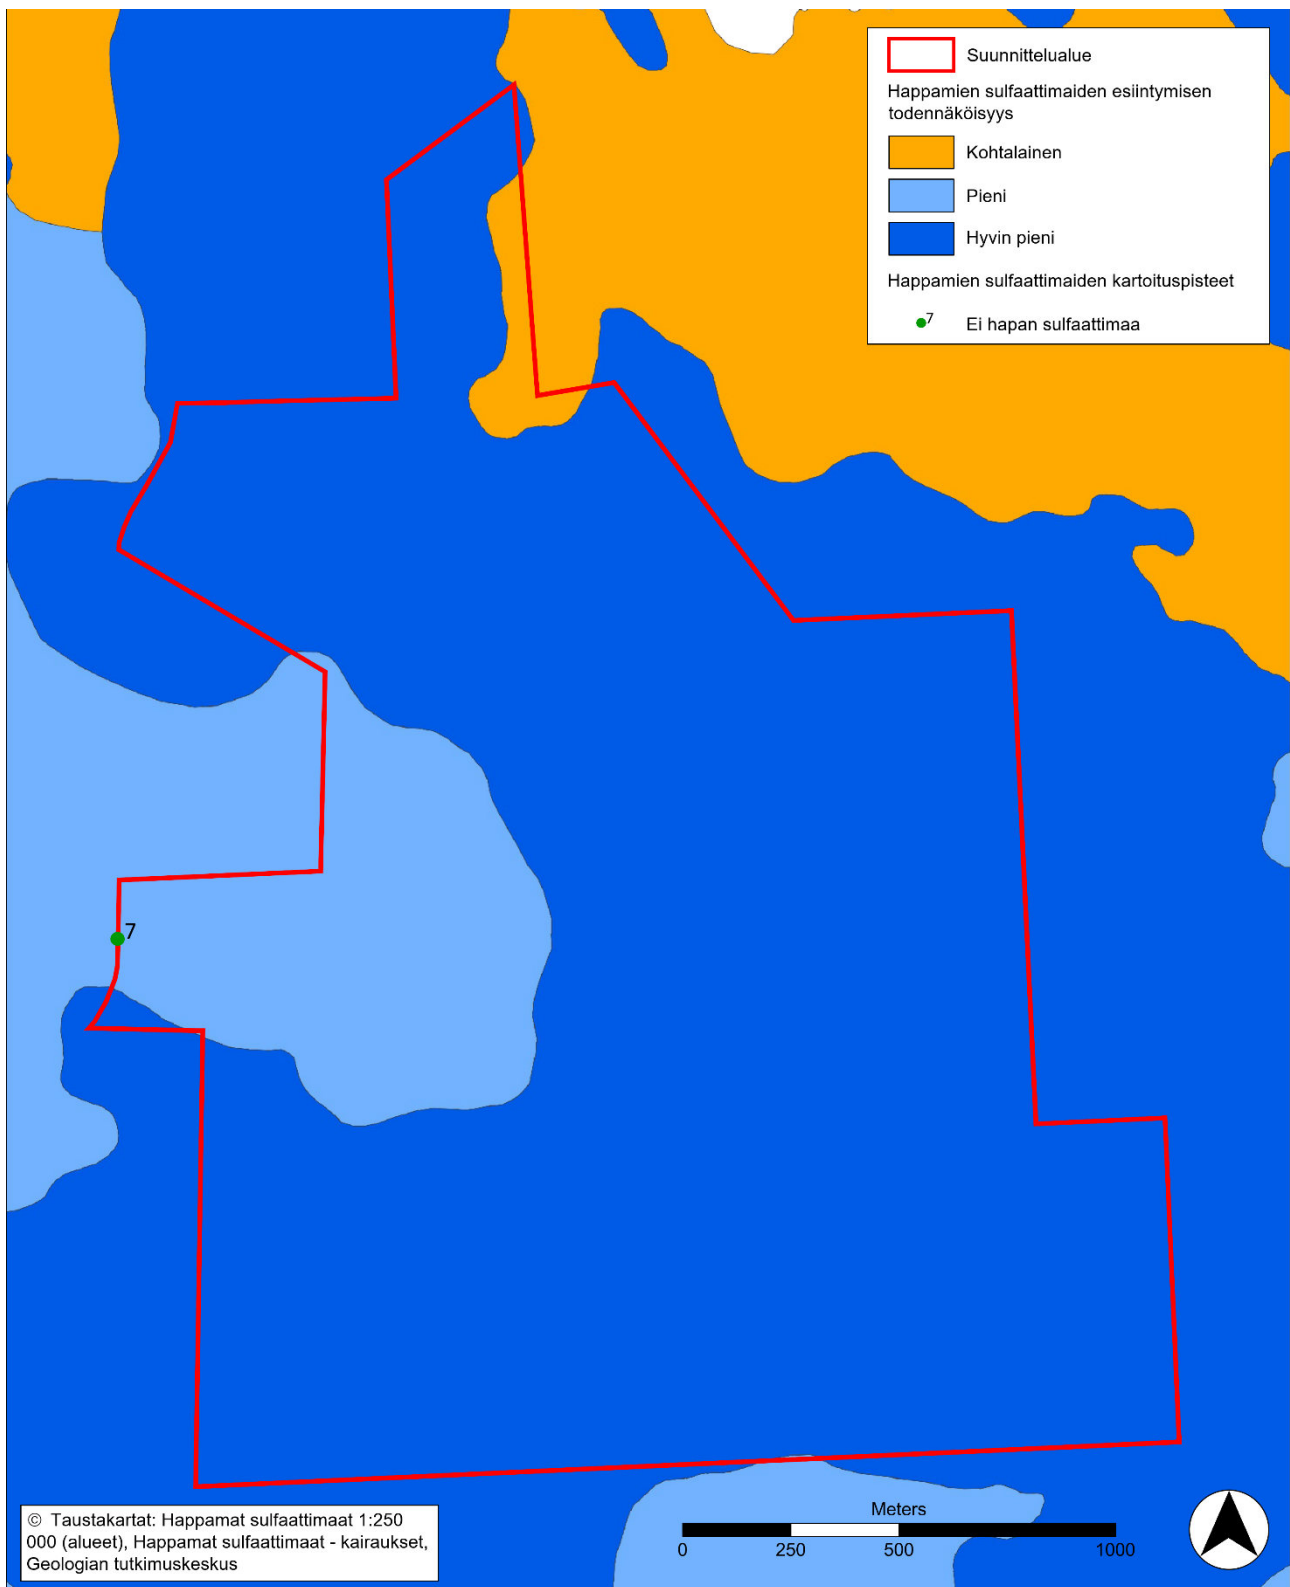 Suunnittelualue
Happamien sulfaattimaiden esiintymisen
todennäköisyys
Kohtalainen
Pieni
Hyvin pieni
Happamien sulfaattimaiden kartoituspisteet
7
Ei hapan sulfaattimaa
7
© Taustakartat: Happamat sulfaattimaat 1:250
000 (alueet), Happamat sulfaattimaat - kairaukset,
Geologian tutkimuskeskus
Meters
0 250 500 1000